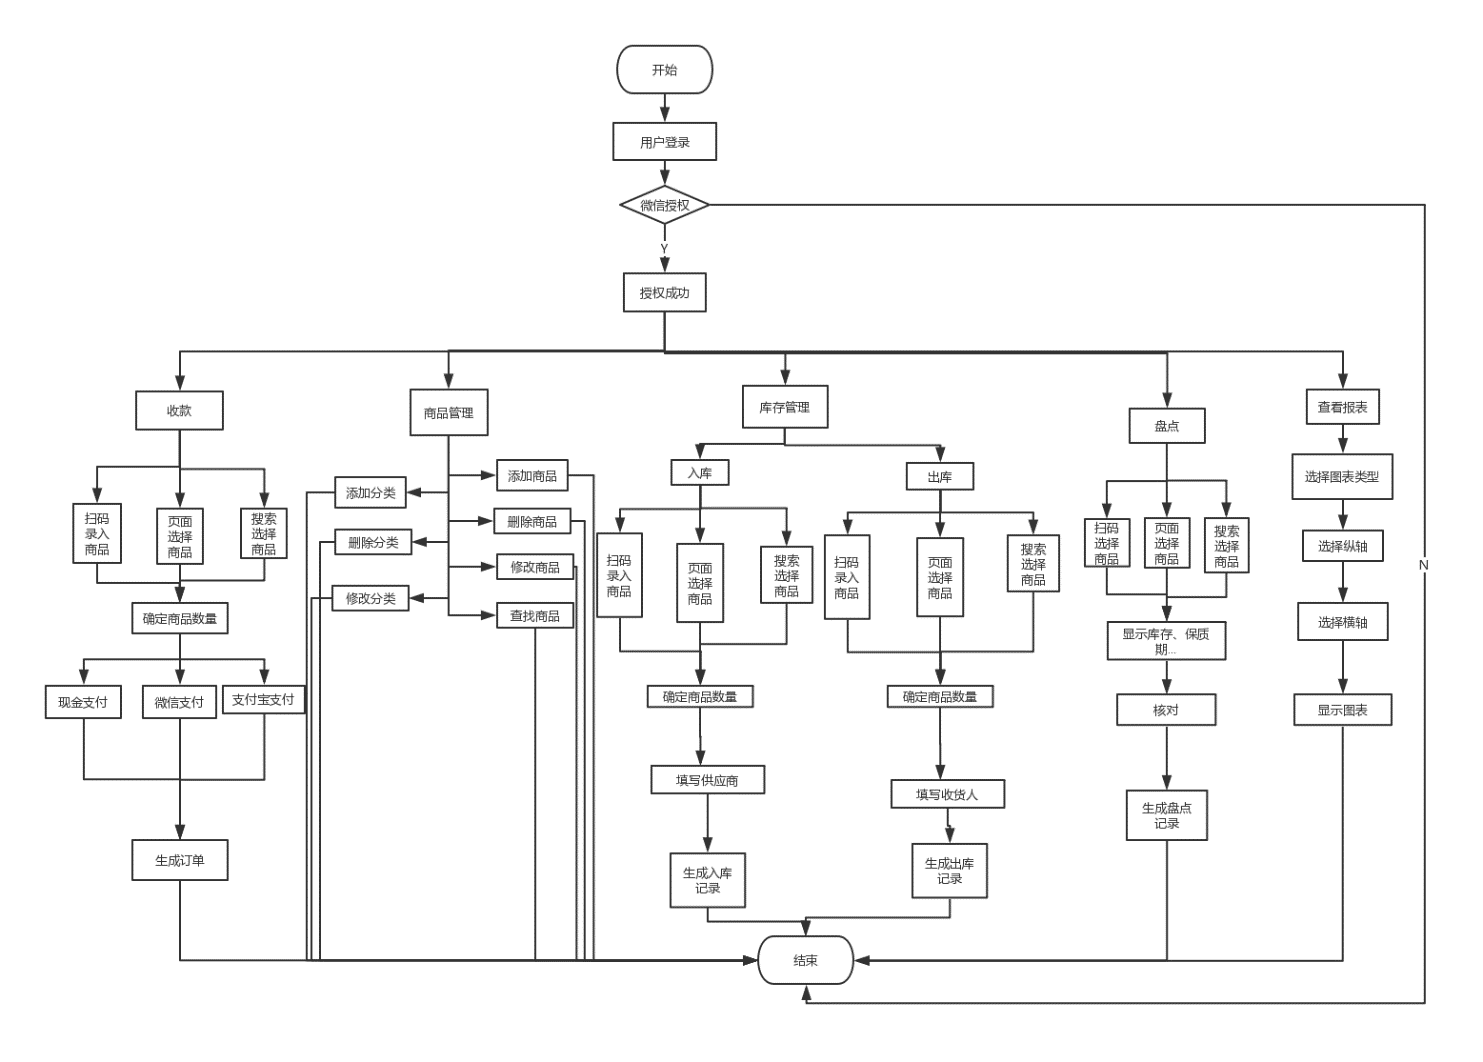 开始
用户登录
微信授权
Y
授权成功
收款
商品管理
库存管理
盘点
查看报表
扫码
录入
商品
页面
选择
商品
搜索
选择
商品
确定商品数量
现金支付
微信支付
支付宝支付
生成订单
添加分类
删除分类
修改分类
添加商品
删除商品
修改商品
查找商品
入库
扫码
录入
商品
页面
选择
商品
搜索
选择
商品
确定商品数量
填写供应商
生成入库
记录
出库
扫码
录入
商品
页面
选择
商品
搜索
选择
商品
确定商品数量
填写收货人
生成出库
记录
扫码
选择
商品
页面
选择
商品
搜索
选择
商品
显示库存、保质
期...
核对
生成盘点
记录
选择图表类型
选择纵轴
选择横轴
显示图表
N
结束